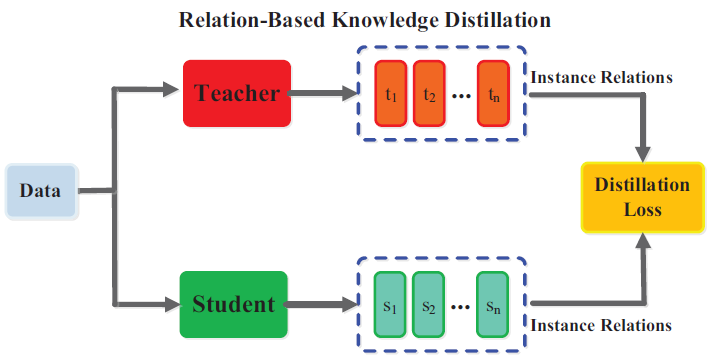 Relation-Based Knowledge Distillation
Teacher
t1 t2 ... tn
Instance Relations
Data
Distillation
Loss
Student
s1 s2 ... sn
Instance Relations